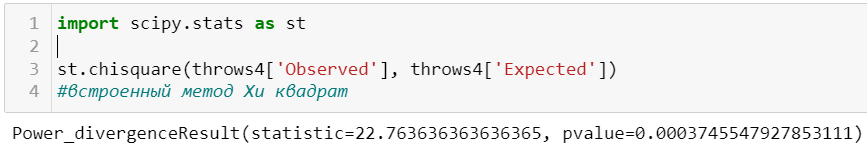 1 import scipy.stats as st
2
3 st.chisquare(throws4['Observed'], throws4['Expected'])
4 #встроенный метод Хи квадрат
Power_divergenceResult(statistic=22.763636363636365, pvalue=0.0003745547927853111)